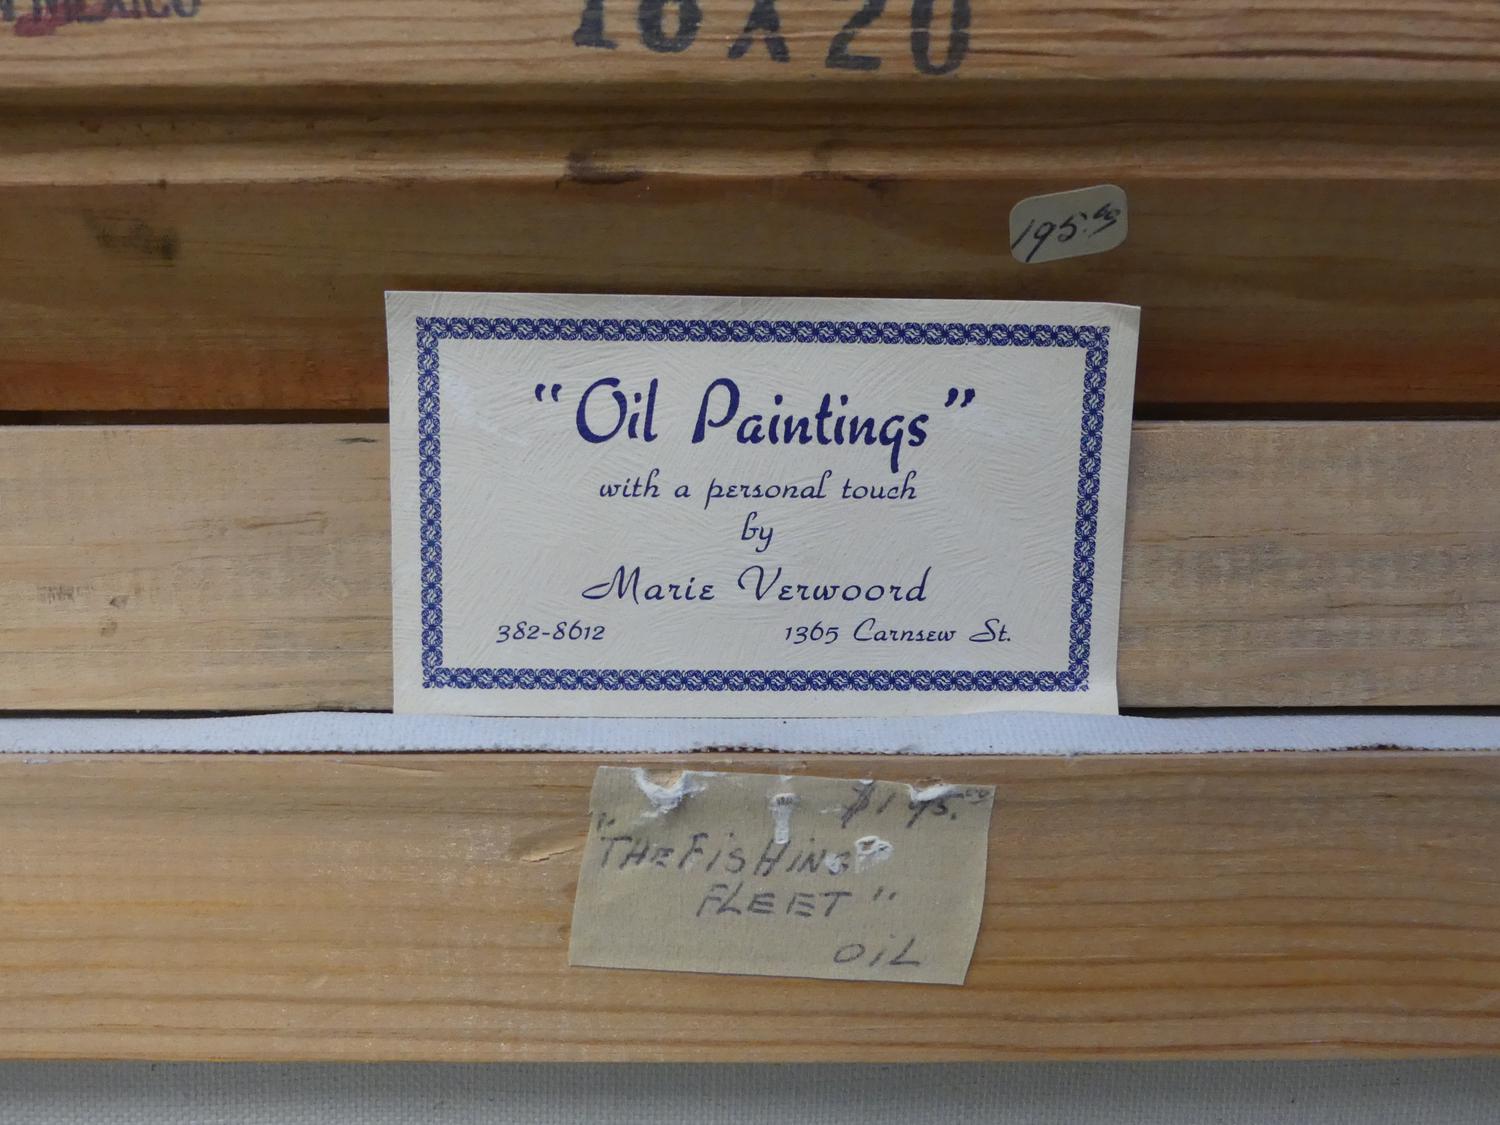 MEXICO
16 X 20
195.00
"Oil Paintings"
with a personal touch
by
Marie Verwoord
382-8612 1365 Carnsew St.
$195.00
"THE FISHING
FLEET"
OIL